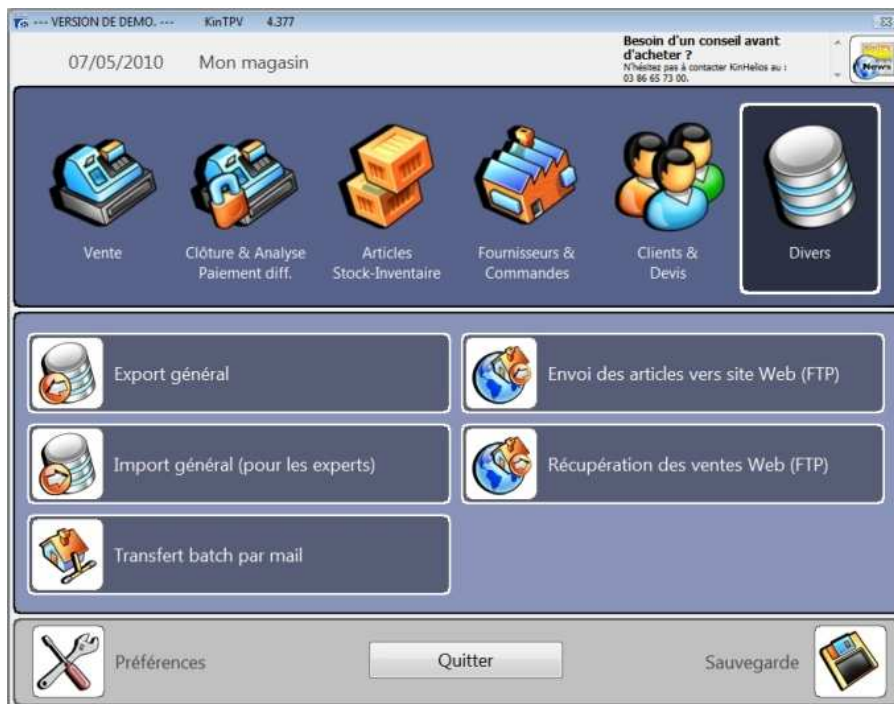 --- VERSION DE DEMO. --- KinTPV 4.377
07/05/2010 Mon magasin
Besoin d'un conseil avant
d'acheter ?
N'hésitez pas à contacter KinHelios au :
03 86 65 73 00.
News
Vente
Clôture & Analyse
Paiement diff.
Articles
Stock-Inventaire
Fournisseurs &
Commandes
Clients &
Devis
Divers
Export général
Envoi des articles vers site Web (FTP)
Import général (pour les experts)
Récupération des ventes Web (FTP)
Transfert batch par mail
Préférences
Quitter
Sauvegarde